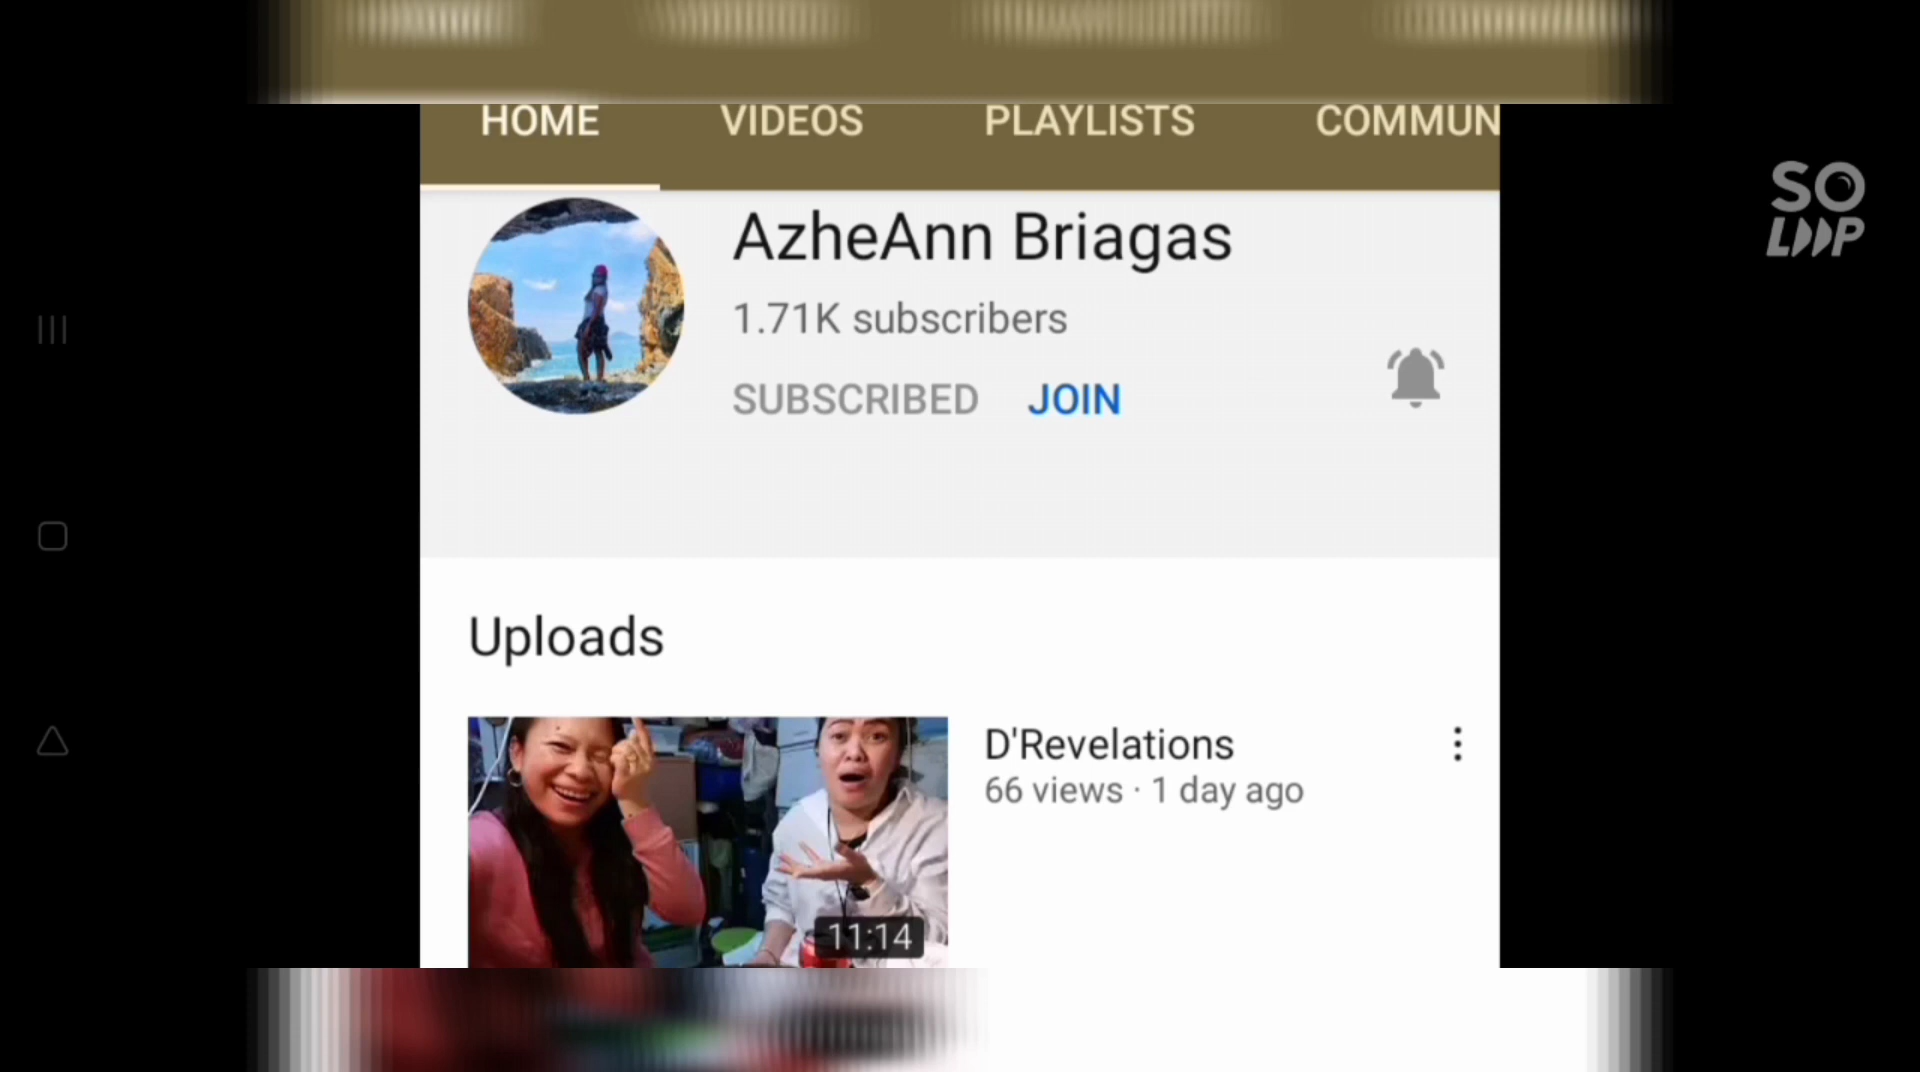 HOME VIDEOS PLAYLISTS COMMUN
SO
LOOP
AzheAnn Briagas
1.71K subscribers
SUBSCRIBED JOIN
Uploads
D'Revelations
66 views · 1 day ago
11:14